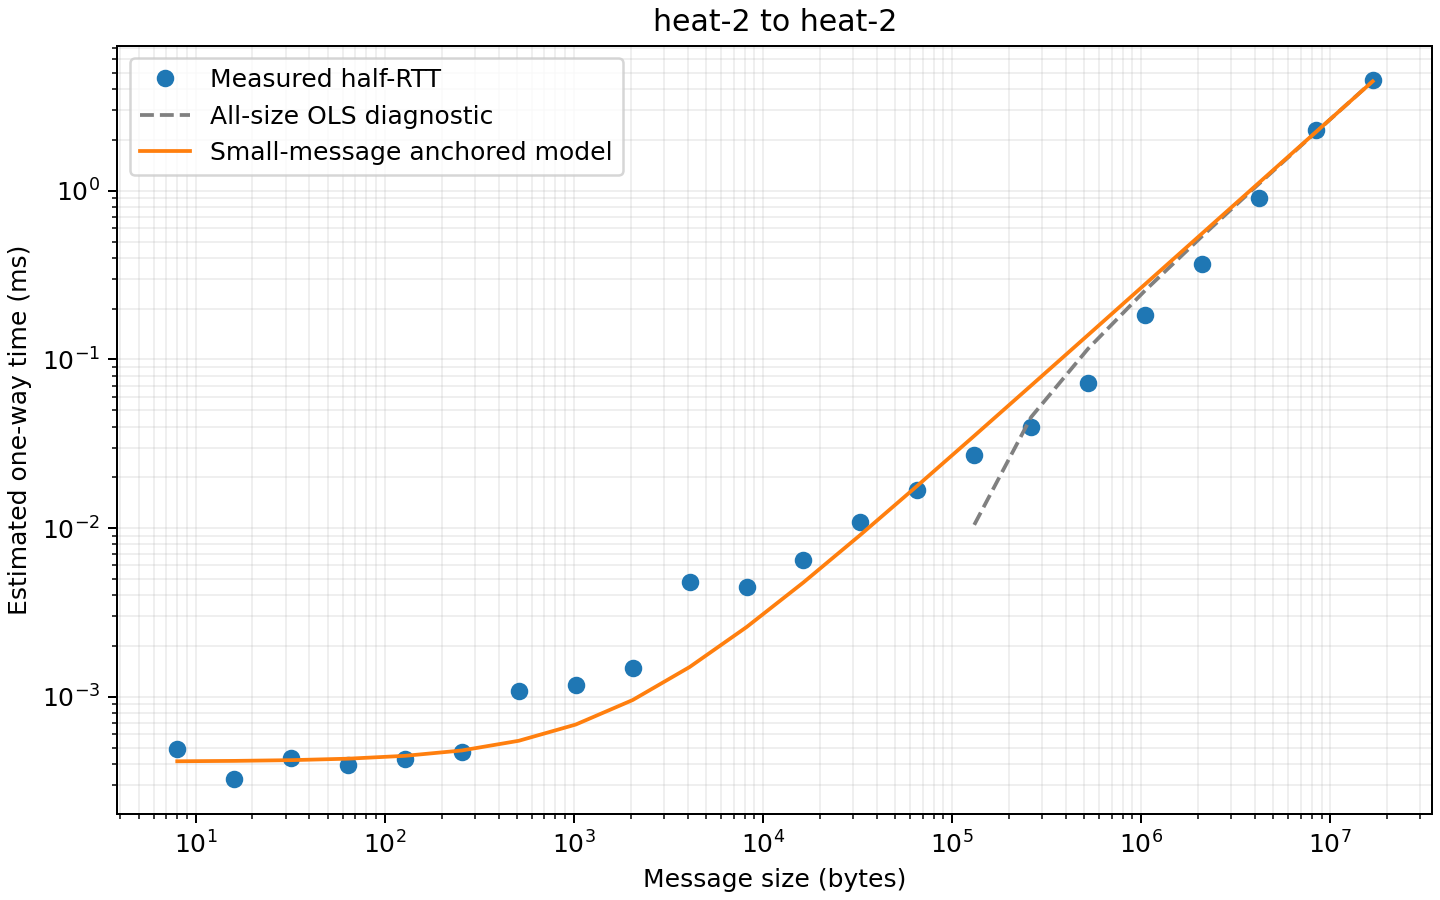 heat-2 to heat-2
Measured half-RTT
All-size OLS diagnostic
Small-message anchored model
Estimated one-way time (ms)
10⁰
10⁻¹
10⁻²
10⁻³
10¹ 10² 10³ 10⁴ 10⁵ 10⁶ 10⁷
Message size (bytes)